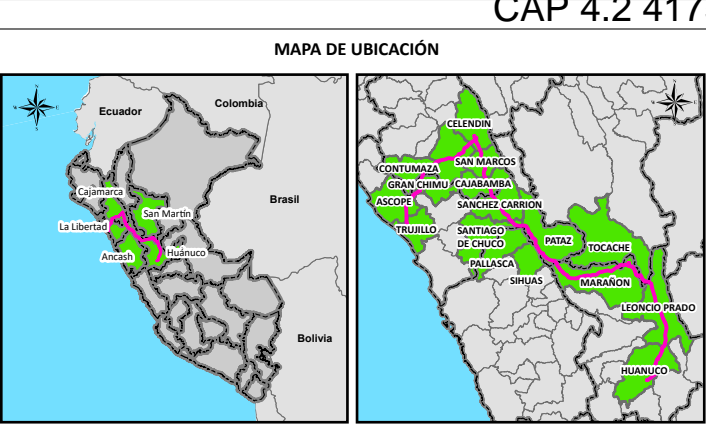 CAP 4.2 417
MAPA DE UBICACIÓN
Ecuador
Colombia
Cajamarca
Brasil
San Martín
La Libertad
Huánuco
Ancash
Bolivia
CELENDIN
CONTUMAZA
SAN MARCOS
GRAN CHIMU
CAJABAMBA
ASCOPE
SANCHEZ CARRION
TRUJILLO
SANTIAGO
DE CHUCO
PATAZ
TOCACHE
PALLASCA
SIHUAS
MARAÑON
LEONCIO PRADO
HUANUCO